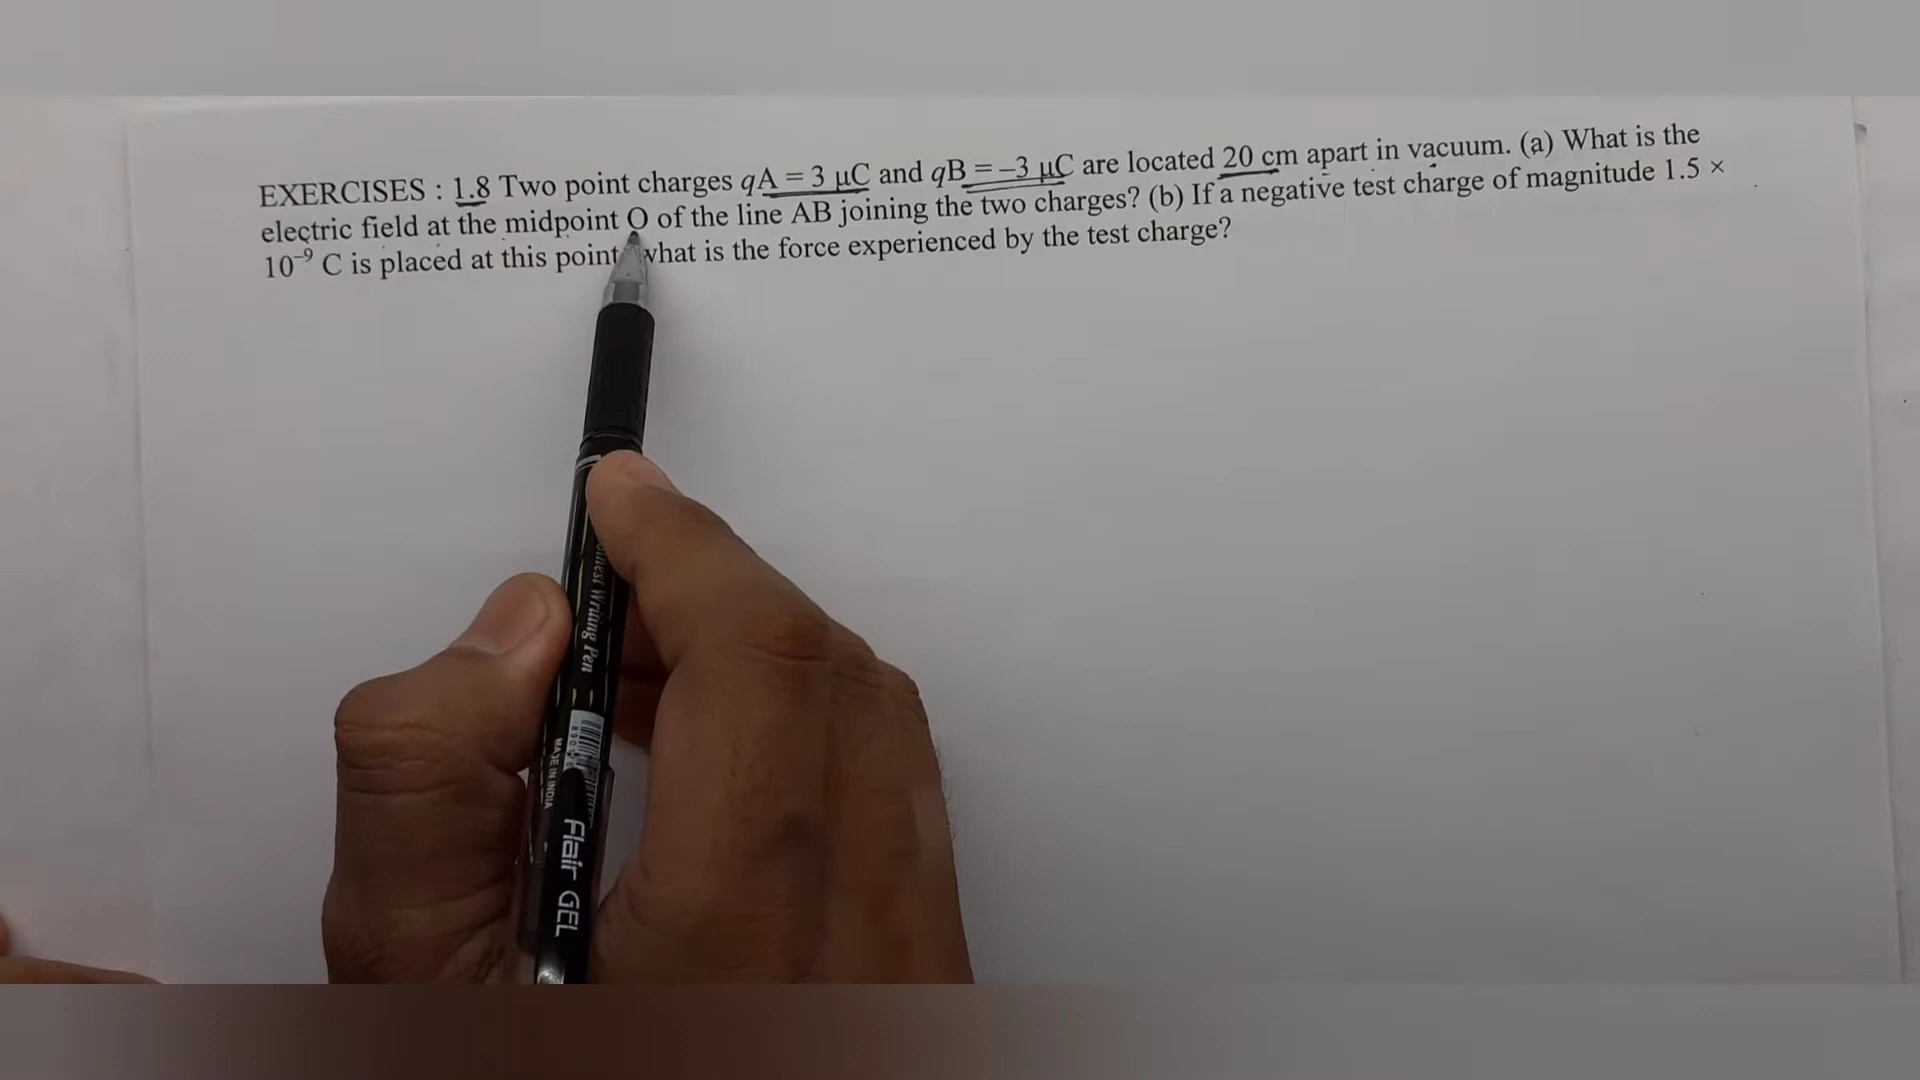 EXERCISES : 1.8 Two point charges qA = 3 μC and qB = –3 μC are located 20 cm apart in vacuum. (a) What is the
electric field at the midpoint O of the line AB joining the two charges? (b) If a negative test charge of magnitude 1.5 ×
10⁻⁹ C is placed at this point what is the force experienced by the test charge?
Writing Pen
MADE IN INDIA
Flair GEL